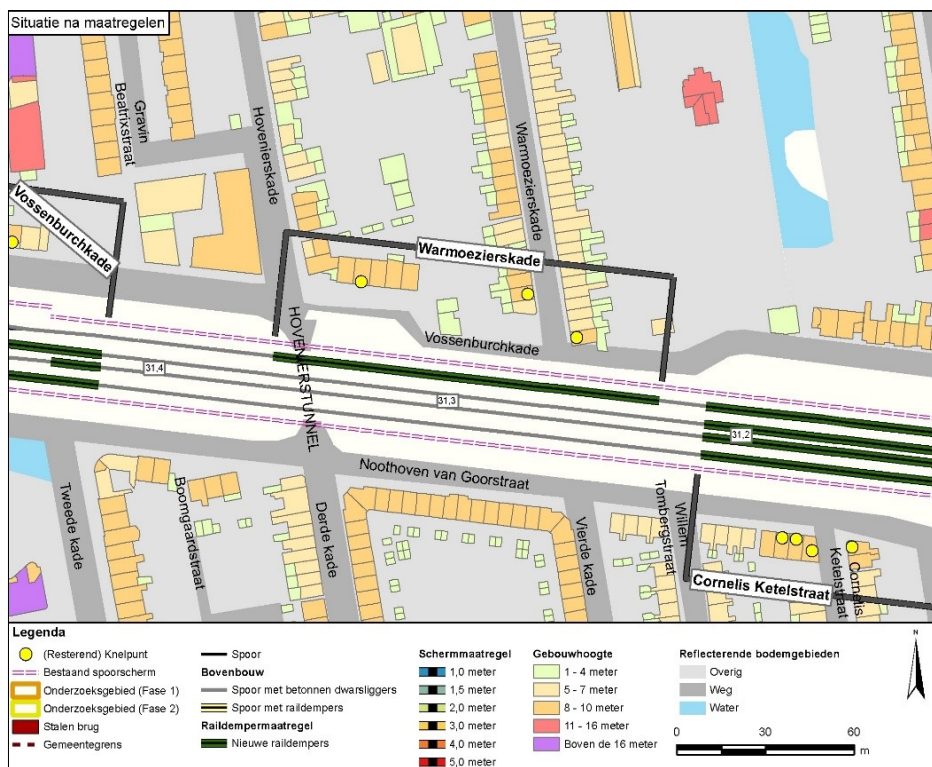 Situatie na maatregelen
Gravin
Beatrixstraat
Hovenierskade
Warmoezierskade
Vossenburchkade
Warmoezierskade
Vossenburchkade
HOVENIERSTUNNEL
31,4
31,3
31,2
Noothoven van Goorstraat
Tweede kade
Boomgaardstraat
Derde kade
Vierde kade
Willem
Tombergstraat
Cornelis
Ketelstraat
Cornelis Ketelstraat
Legenda
(Resterend) Knelpunt
Bestaand spoorscherm
Onderzoeksgebied (Fase 1)
Onderzoeksgebied (Fase 2)
Stalen brug
Gemeentegrens
Spoor
Bovenbouw
Spoor met betonnen dwarsliggers
Spoor met raildempers
Raildempermaatregel
Nieuwe raildempers
Schermmaatregel
1,0 meter
1,5 meter
2,0 meter
3,0 meter
4,0 meter
5,0 meter
Gebouwhoogte
1 - 4 meter
5 - 7 meter
8 - 10 meter
11 - 16 meter
Boven de 16 meter
Reflecterende bodemgebieden
Overig
Weg
Water
N
0 15 30 60
m